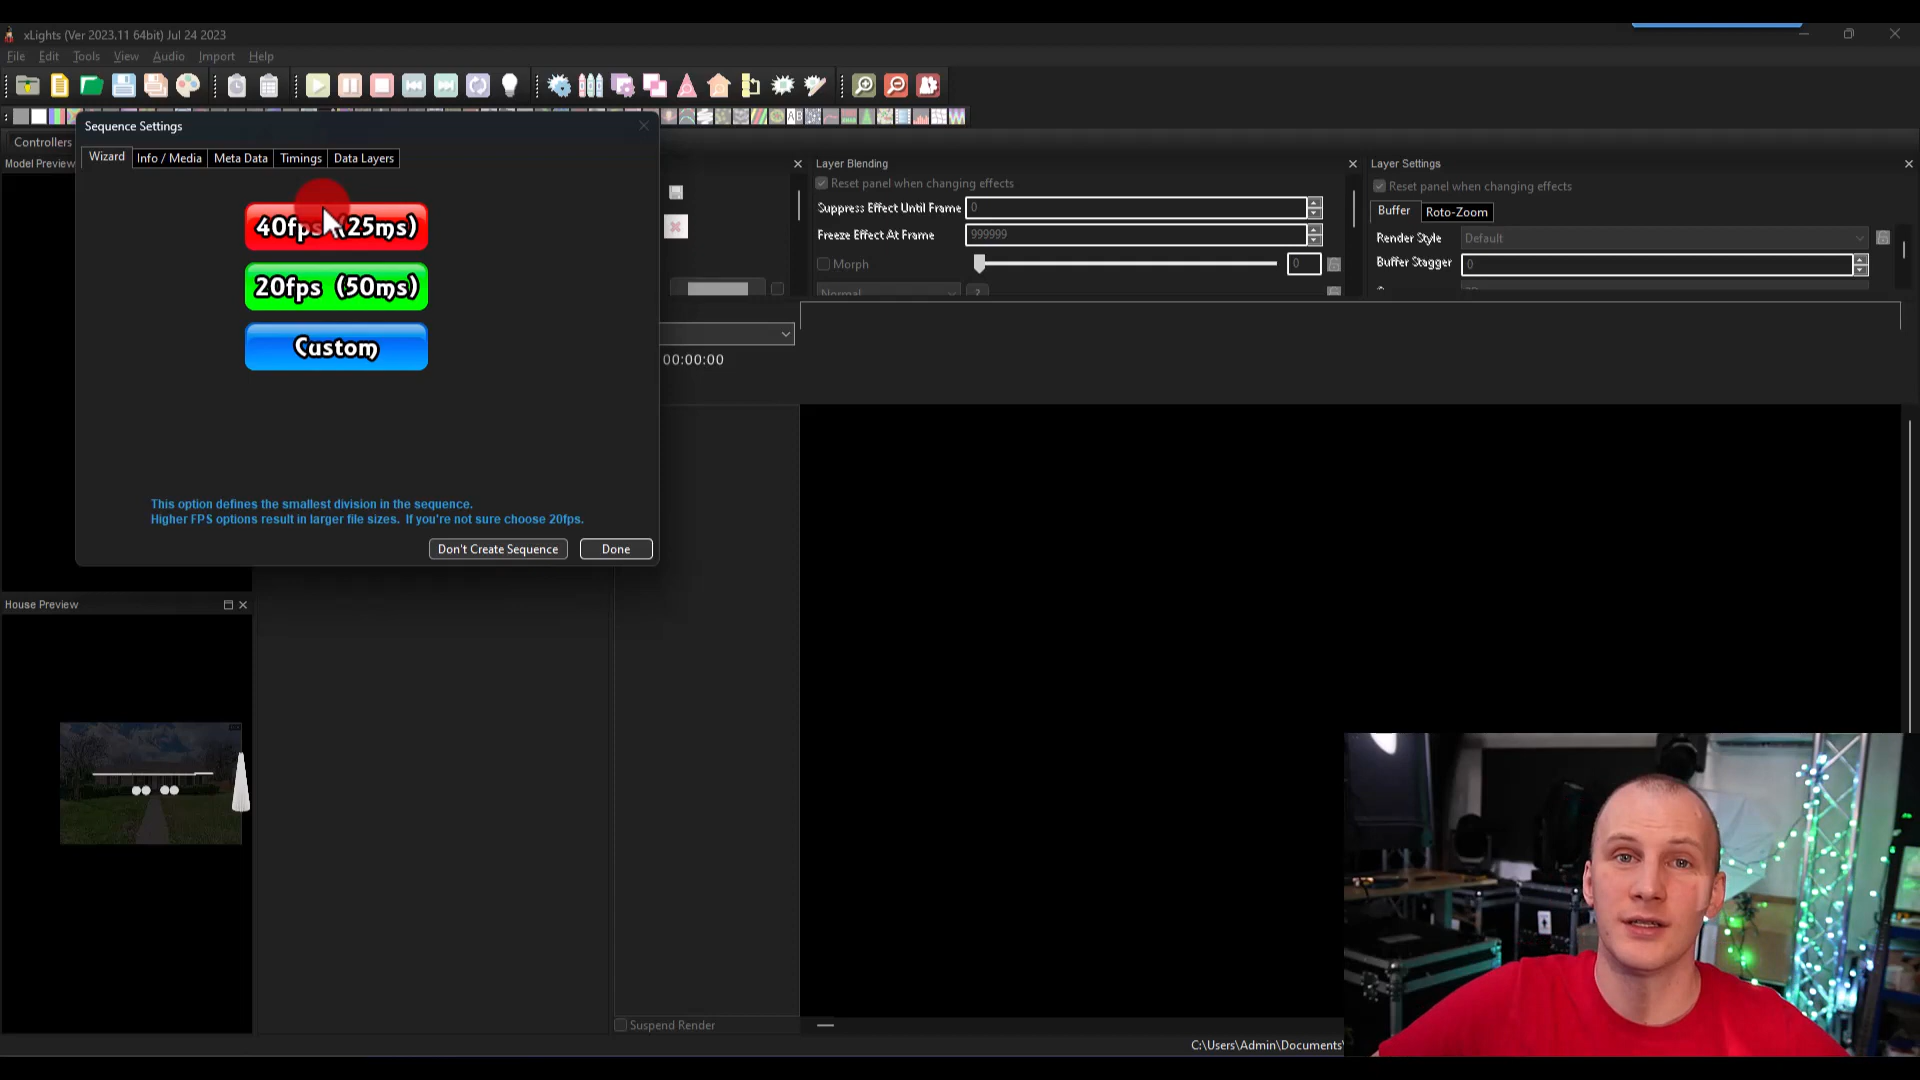 xLights (Ver 2023.11 64bit) Jul 24 2023
File Edit Tools View Audio Import Help
Sequence Settings
Controllers
Model Preview
Wizard Info / Media Meta Data Timings Data Layers
40fps (25ms)
20fps (50ms)
Custom
This option defines the smallest division in the sequence.
Higher FPS options result in larger file sizes. If you're not sure choose 20fps.
Don't Create Sequence Done
00:00:00
Layer Blending
Reset panel when changing effects
Suppress Effect Until Frame 0
Freeze Effect At Frame 999999
Morph 0
Normal ?
Layer Settings
Reset panel when changing effects
Buffer Roto-Zoom
Render Style Default
Buffer Stagger 0
House Preview
Suspend Render
C:\Users\Admin\Documents\